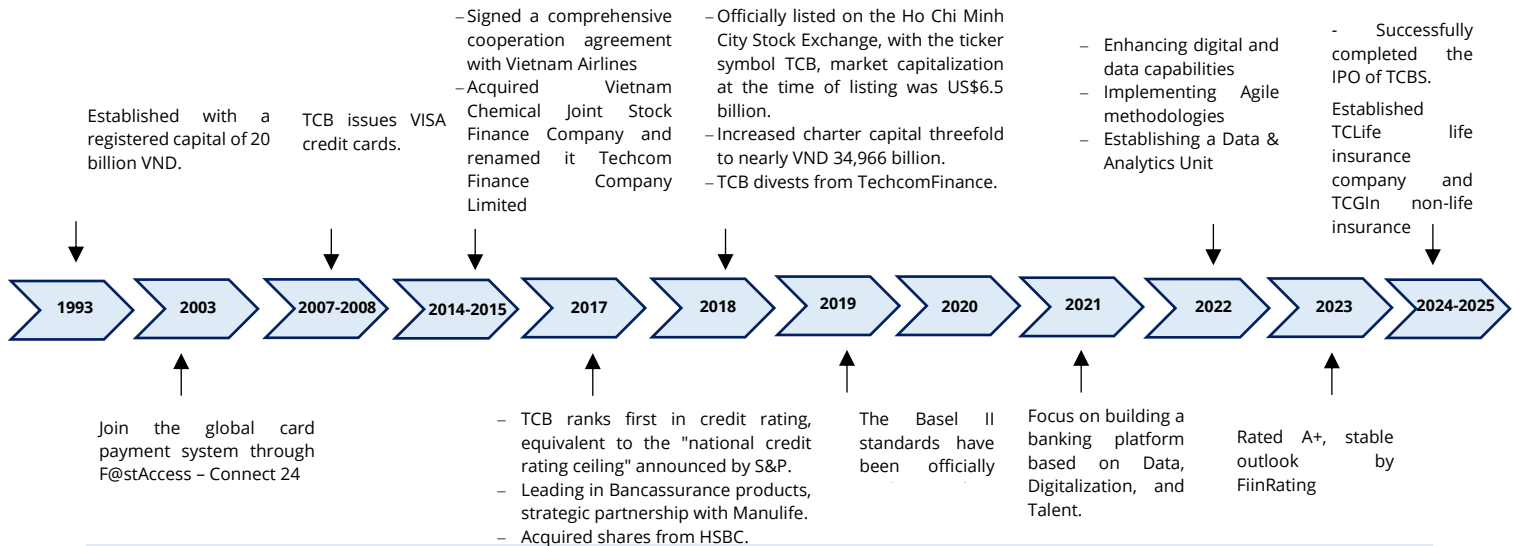 – Signed a comprehensive
cooperation agreement
with Vietnam Airlines
– Acquired Vietnam
Chemical Joint Stock
Finance Company and
renamed it Techcom
Finance Company
Limited
– Officially listed on the Ho Chi Minh
City Stock Exchange, with the ticker
symbol TCB, market capitalization
at the time of listing was US$6.5
billion.
– Increased charter capital threefold
to nearly VND 34,966 billion.
– TCB divests from TechcomFinance.
– Enhancing digital and
data capabilities
– Implementing Agile
methodologies
– Establishing a Data &
Analytics Unit
- Successfully
completed the
IPO of TCBS.
Established
TCLife life
insurance
company and
TCGIn non-life
insurance
Established with a
registered capital of 20
billion VND.
TCB issues VISA
credit cards.
1993
2003
2007-2008
2014-2015
2017
2018
2019
2020
2021
2022
2023
2024-2025
Join the global card
payment system through
F@stAccess – Connect 24
– TCB ranks first in credit rating,
equivalent to the "national credit
rating ceiling" announced by S&P.
– Leading in Bancassurance products,
strategic partnership with Manulife.
– Acquired shares from HSBC.
The Basel II
standards have
been officially
Focus on building a
banking platform
based on Data,
Digitalization, and
Talent.
Rated A+, stable
outlook by
FiinRating